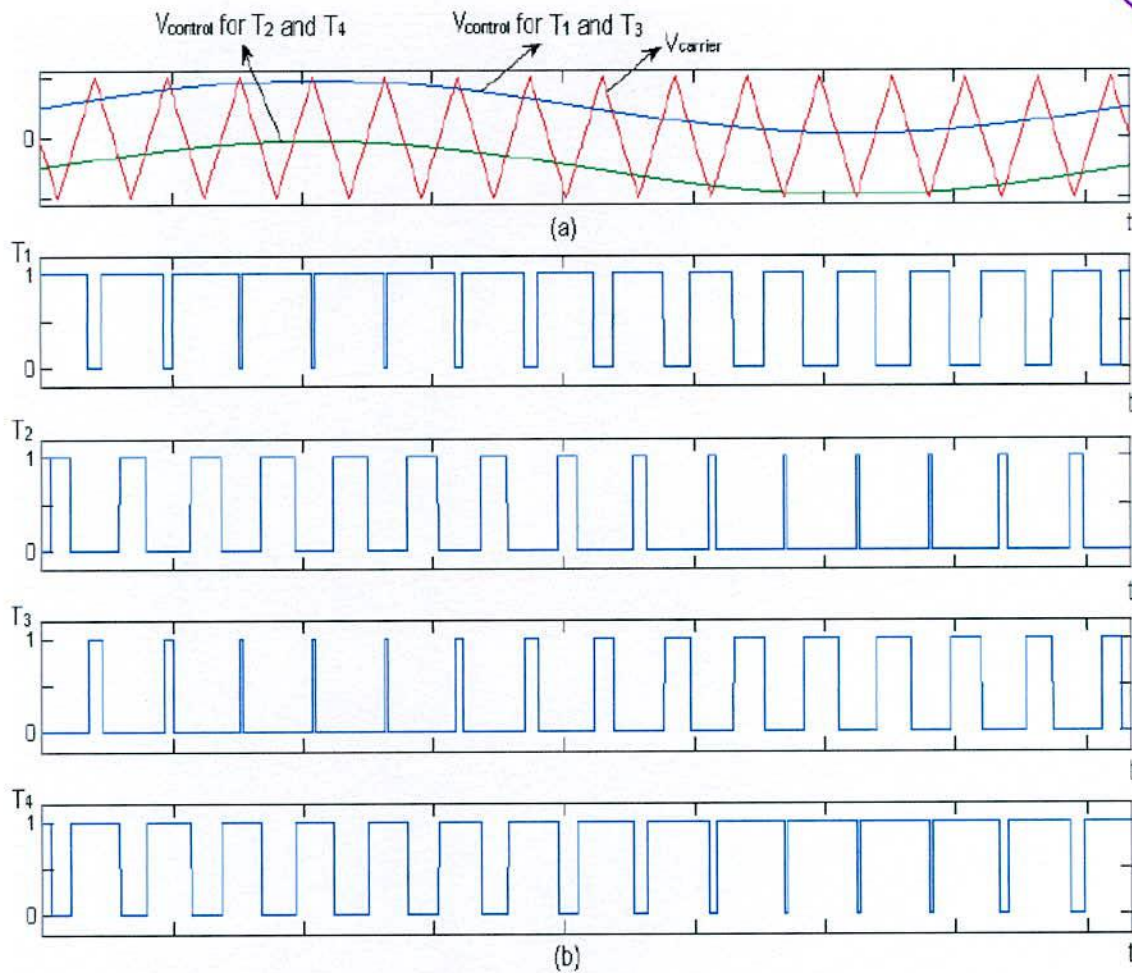 Vcontrol for T2 and T4
Vcontrol for T1 and T3
Vcarrier
0
(a)
t
T1
1
0
t
T2
1
0
t
T3
1
0
t
T4
1
0
(b)
t